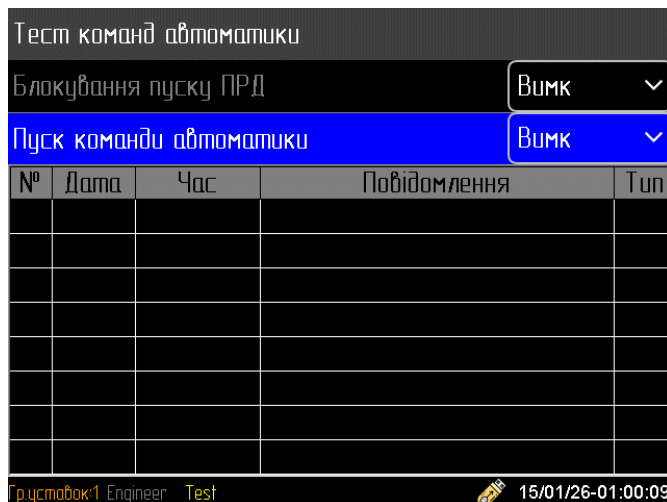 Тест команд автоматики
Блокування пуску ПРД Вимк
Пуск команди автоматики Вимк
№ Дата Час Повідомлення Тип
Гр.уставок:1 Engineer Test 15/01/26-01:00:09